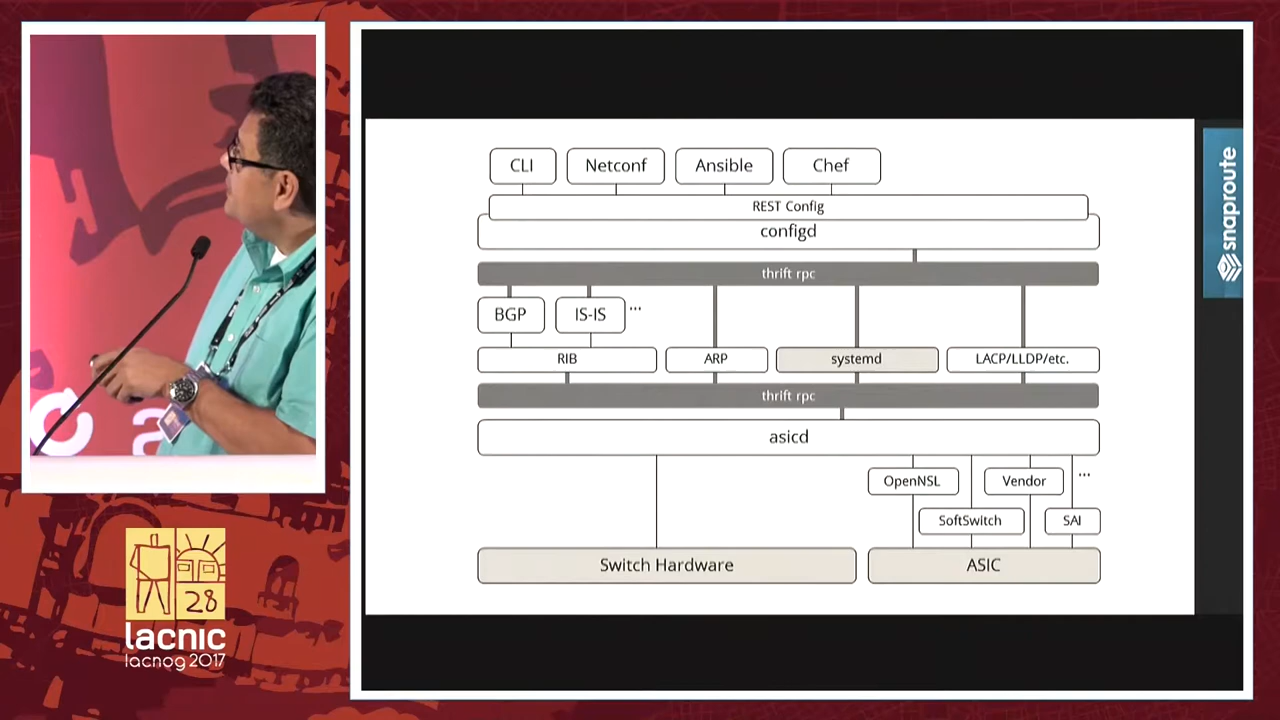 CLI
Netconf
Ansible
Chef
REST Config
configd
thrift rpc
BGP
IS-IS
...
RIB
ARP
systemd
LACP/LLDP/etc.
thrift rpc
asicd
OpenNSL
Vendor
...
SoftSwitch
SAI
Switch Hardware
ASIC
snaproute
28
lacnic
lacnog 2017